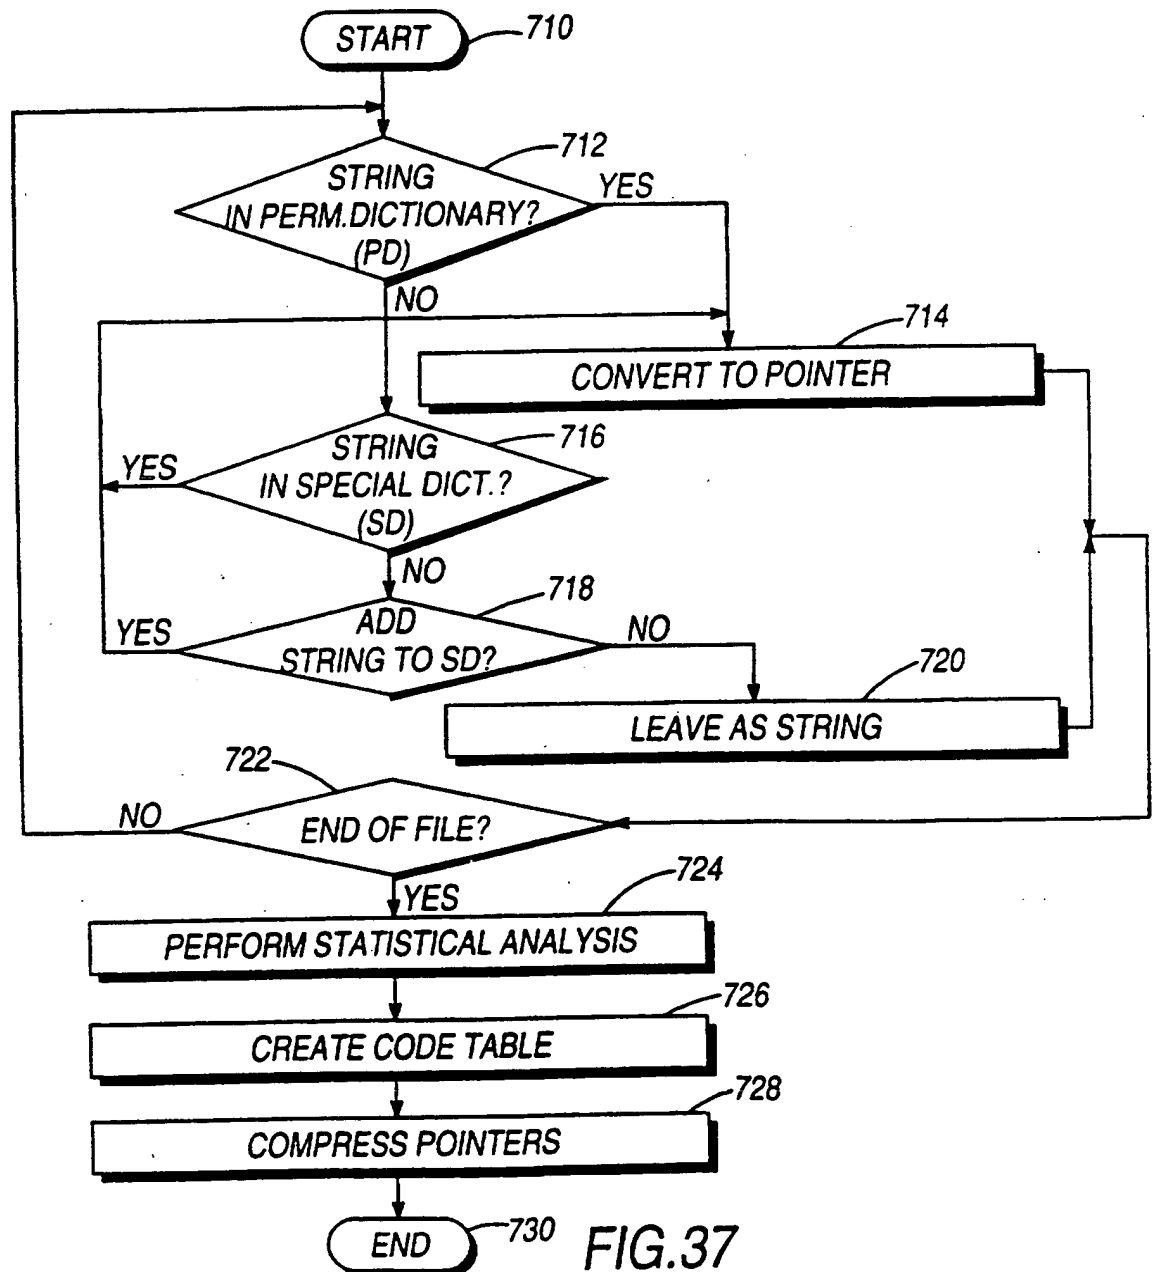 START
710
712
STRING
IN PERM.DICTIONARY?
(PD)
YES
NO
714
CONVERT TO POINTER
716
STRING
IN SPECIAL DICT.?
(SD)
YES
NO
718
ADD
STRING TO SD?
YES
NO
720
LEAVE AS STRING
722
END OF FILE?
NO
YES
724
PERFORM STATISTICAL ANALYSIS
726
CREATE CODE TABLE
728
COMPRESS POINTERS
END
730
FIG.37